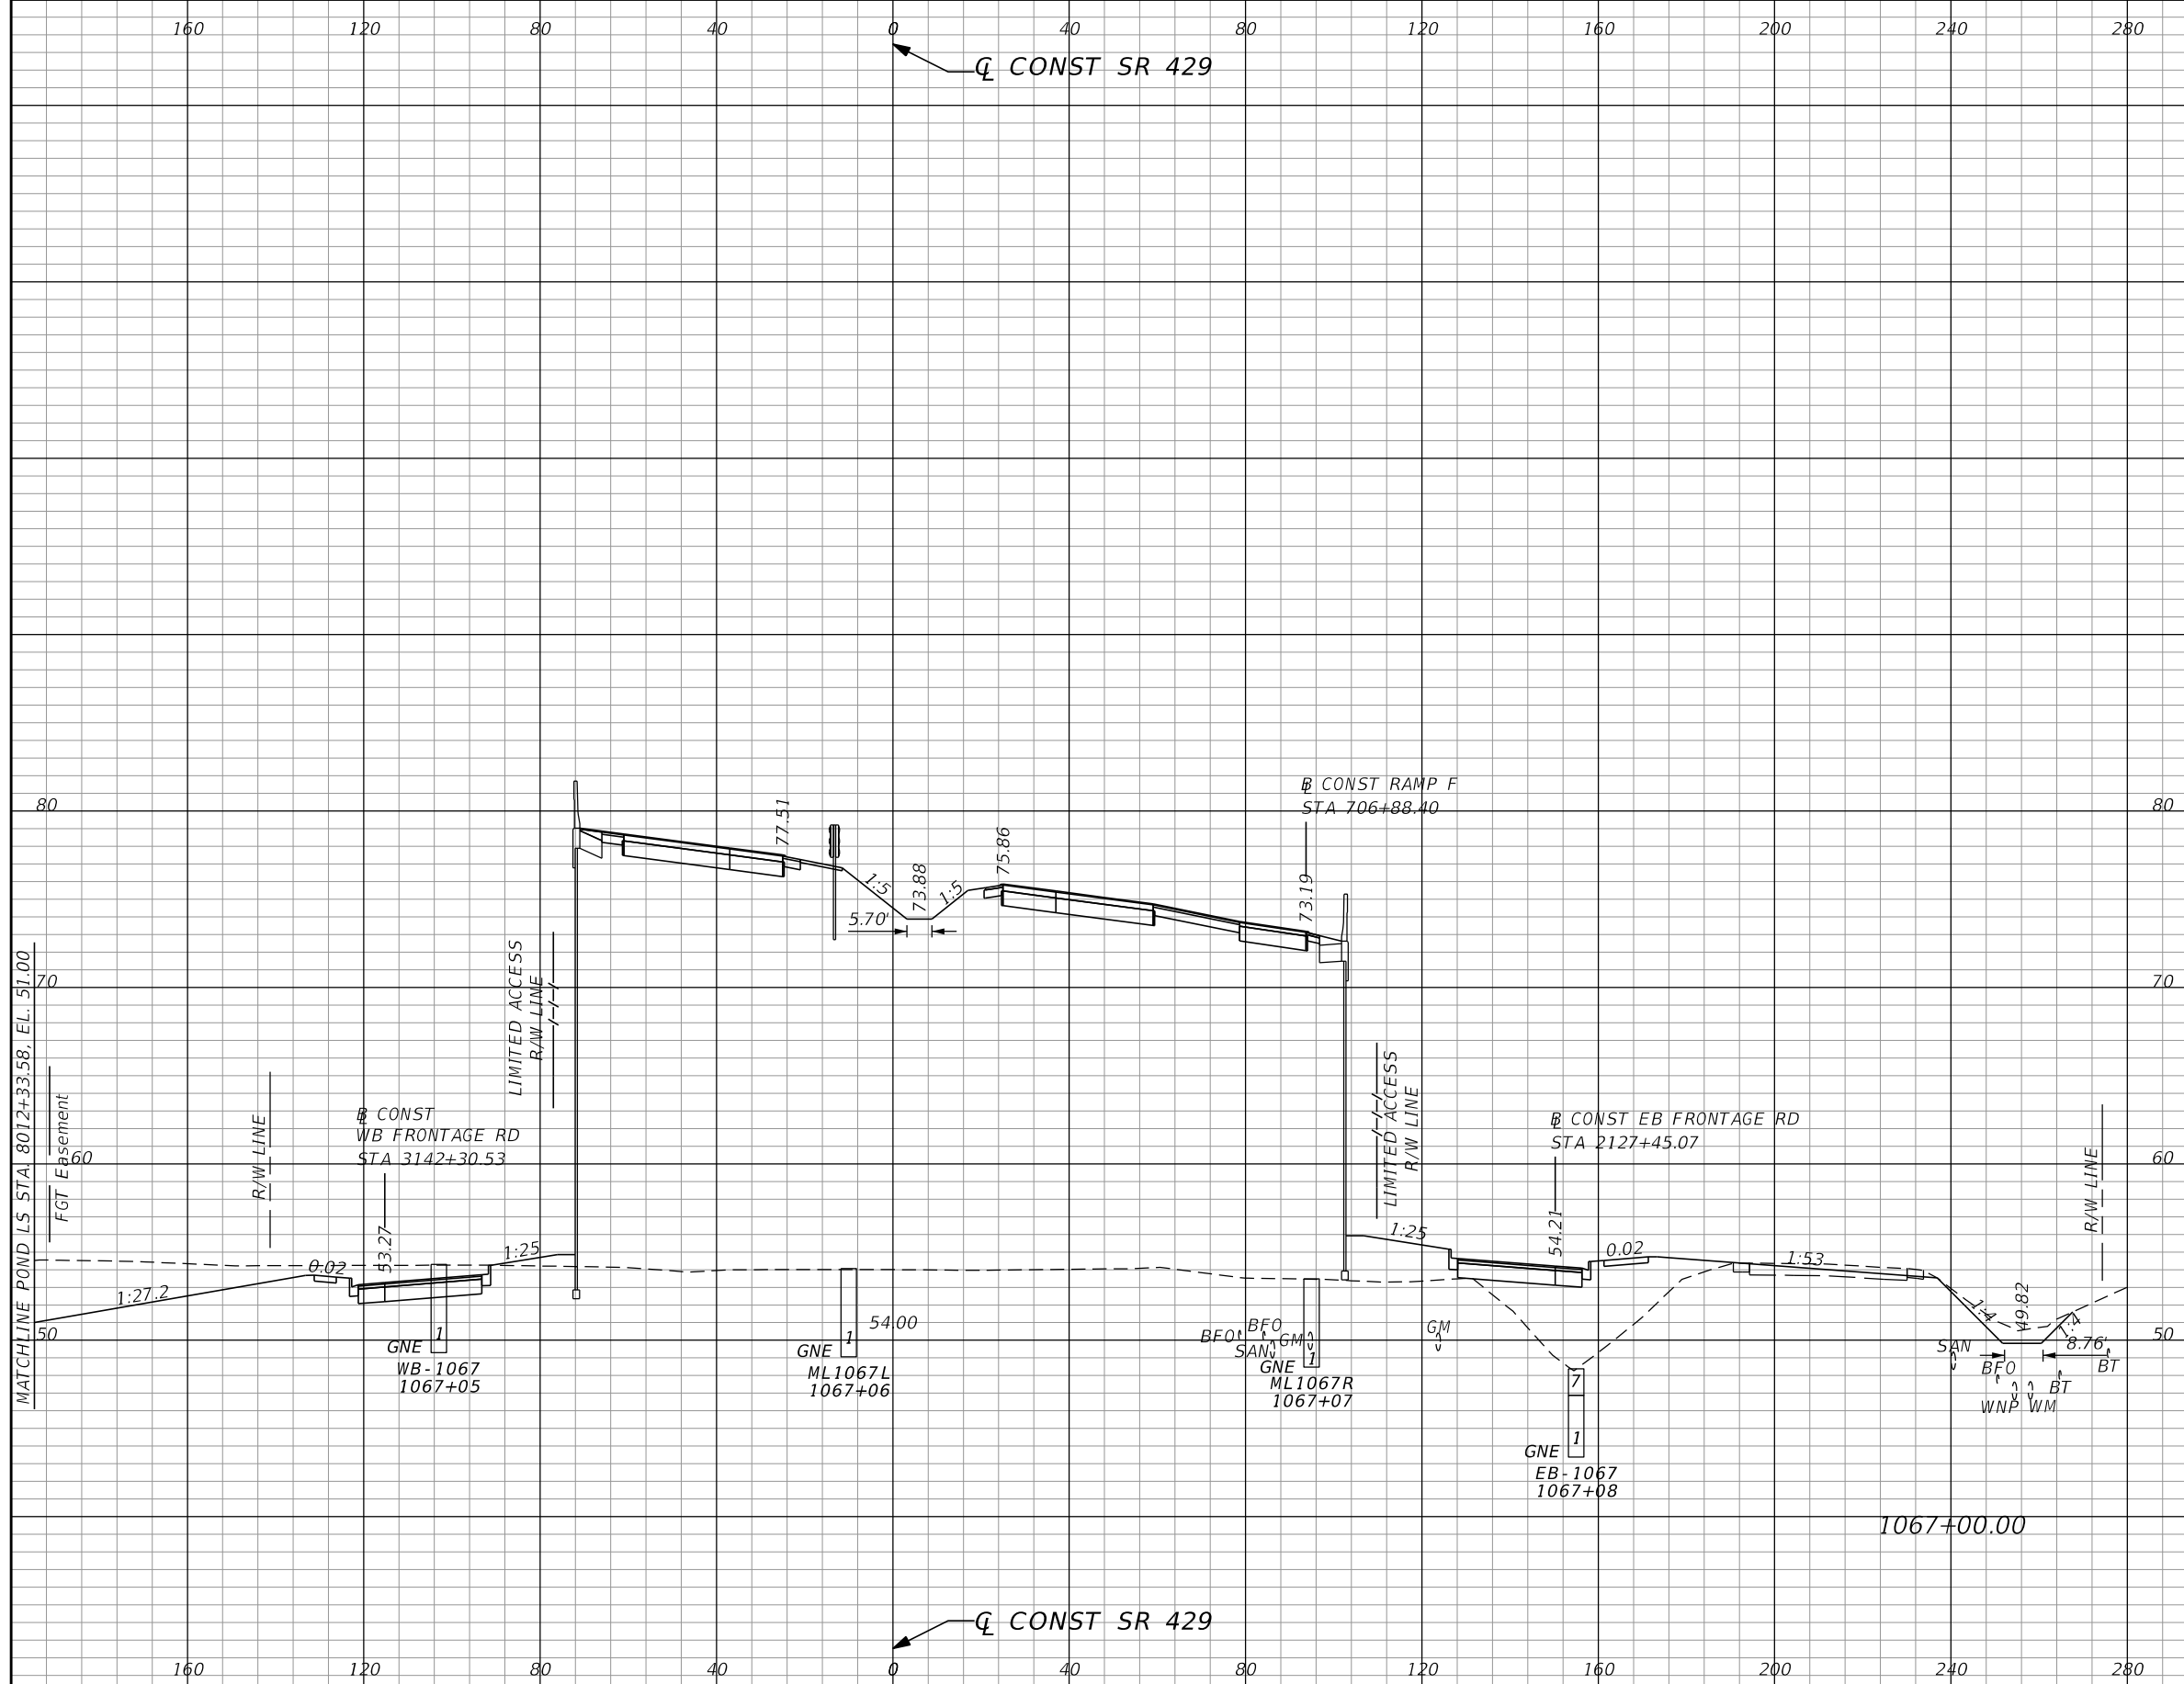 160 120 80 40 0 40 80 120 160 200 240 280
℄ CONST SR 429
80
80
70
70
60
60
50
50
MATCHLINE POND LS STA. 8012+33.58, EL. 51.00
FGT Easement
R/W LINE
LIMITED ACCESS
R/W LINE
77.51
1:5
73.88
1:5
5.70'
75.86
B CONST RAMP F
STA 706+88.40
73.19
B CONST
WB FRONTAGE RD
STA 3142+30.53
53.27
1:27.2
0.02
1:25
1
GNE
WB-1067
1067+05
54.00
1
GNE
ML1067L
1067+06
BFO
BFO
SAN
GM
1
GNE
ML1067R
1067+07
LIMITED ACCESS
R/W LINE
1:25
GM
B CONST EB FRONTAGE RD
STA 2127+45.07
54.21
0.02
1:53
7
1
GNE
EB-1067
1067+08
1:4
49.82
1:4
8.76'
SAN
BFO
WNP
WM
BT
BT
R/W LINE
1067+00.00
℄ CONST SR 429
160 120 80 40 0 40 80 120 160 200 240 280